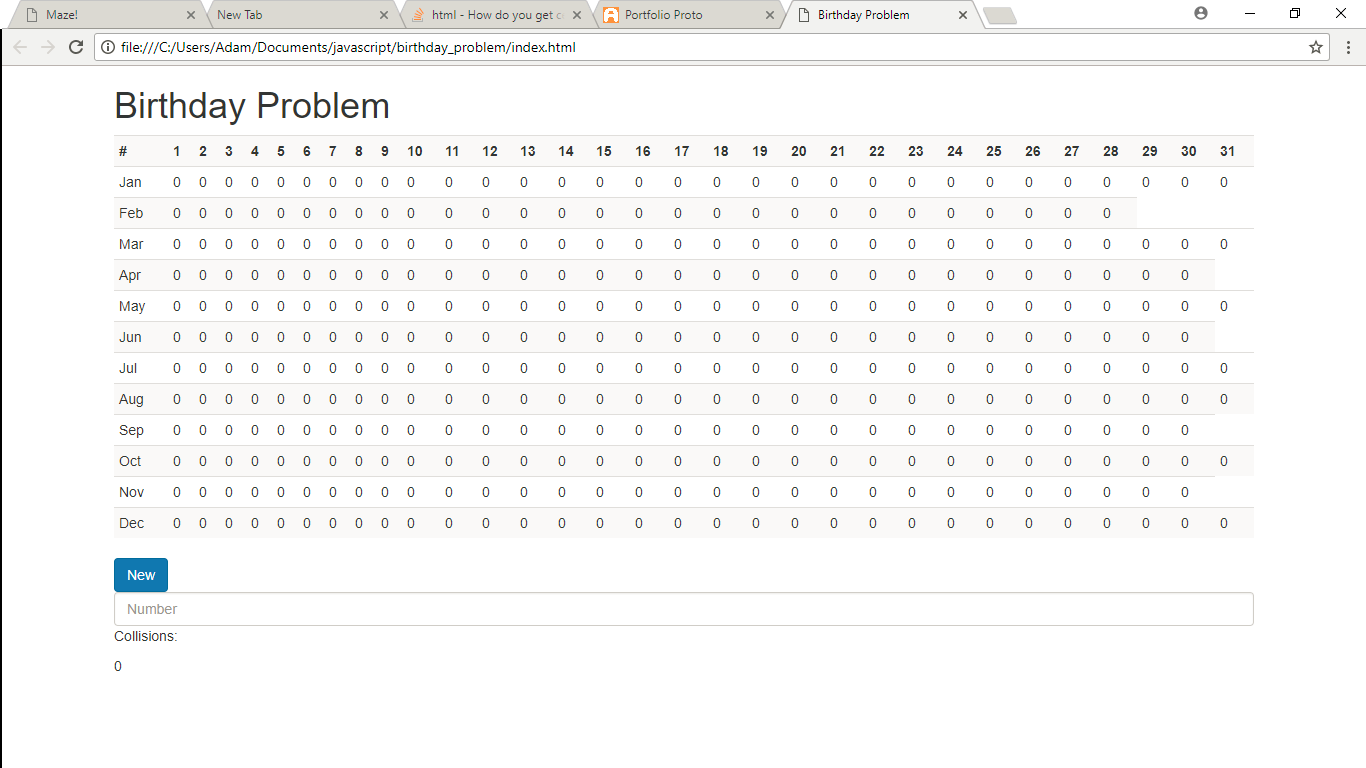 Maze! New Tab html - How do you get c Portfolio Proto Birthday Problem
file:///C:/Users/Adam/Documents/javascript/birthday_problem/index.html
Birthday Problem
# 1 2 3 4 5 6 7 8 9 10 11 12 13 14 15 16 17 18 19 20 21 22 23 24 25 26 27 28 29 30 31
Jan 0 0 0 0 0 0 0 0 0 0 0 0 0 0 0 0 0 0 0 0 0 0 0 0 0 0 0 0 0 0 0
Feb 0 0 0 0 0 0 0 0 0 0 0 0 0 0 0 0 0 0 0 0 0 0 0 0 0 0 0 0
Mar 0 0 0 0 0 0 0 0 0 0 0 0 0 0 0 0 0 0 0 0 0 0 0 0 0 0 0 0 0 0 0
Apr 0 0 0 0 0 0 0 0 0 0 0 0 0 0 0 0 0 0 0 0 0 0 0 0 0 0 0 0 0 0
May 0 0 0 0 0 0 0 0 0 0 0 0 0 0 0 0 0 0 0 0 0 0 0 0 0 0 0 0 0 0 0
Jun 0 0 0 0 0 0 0 0 0 0 0 0 0 0 0 0 0 0 0 0 0 0 0 0 0 0 0 0 0 0
Jul 0 0 0 0 0 0 0 0 0 0 0 0 0 0 0 0 0 0 0 0 0 0 0 0 0 0 0 0 0 0 0
Aug 0 0 0 0 0 0 0 0 0 0 0 0 0 0 0 0 0 0 0 0 0 0 0 0 0 0 0 0 0 0 0
Sep 0 0 0 0 0 0 0 0 0 0 0 0 0 0 0 0 0 0 0 0 0 0 0 0 0 0 0 0 0 0
Oct 0 0 0 0 0 0 0 0 0 0 0 0 0 0 0 0 0 0 0 0 0 0 0 0 0 0 0 0 0 0 0
Nov 0 0 0 0 0 0 0 0 0 0 0 0 0 0 0 0 0 0 0 0 0 0 0 0 0 0 0 0 0 0
Dec 0 0 0 0 0 0 0 0 0 0 0 0 0 0 0 0 0 0 0 0 0 0 0 0 0 0 0 0 0 0 0
New
Number
Collisions:
0